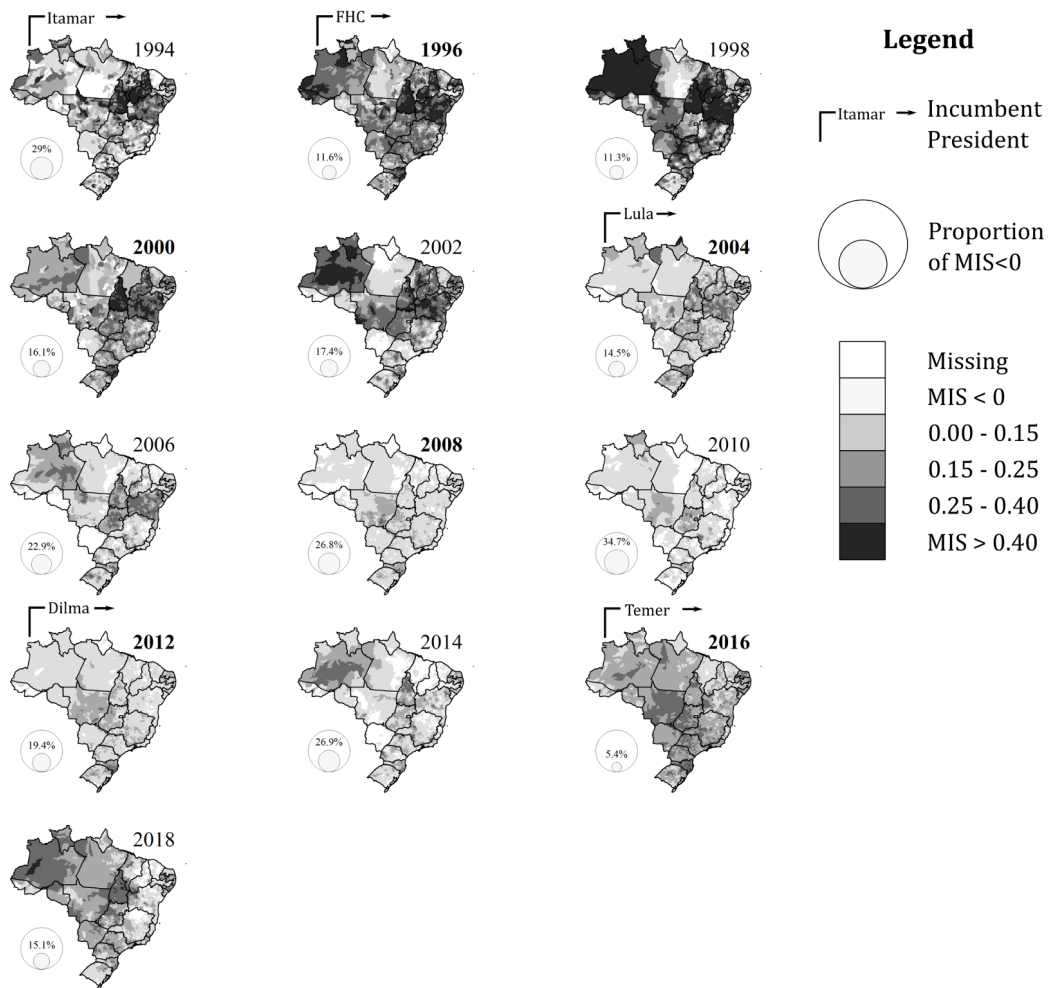 Itamar
1994
29%
FHC
1996
11.6%
1998
11.3%
Legend
Itamar
Incumbent
President
Proportion
of MIS<0
Missing
MIS < 0
0.00 - 0.15
0.15 - 0.25
0.25 - 0.40
MIS > 0.40
2000
16.1%
2002
17.4%
Lula
2004
14.5%
2006
22.9%
2008
26.8%
2010
34.7%
Dilma
2012
19.4%
2014
26.9%
Temer
2016
5.4%
2018
15.1%